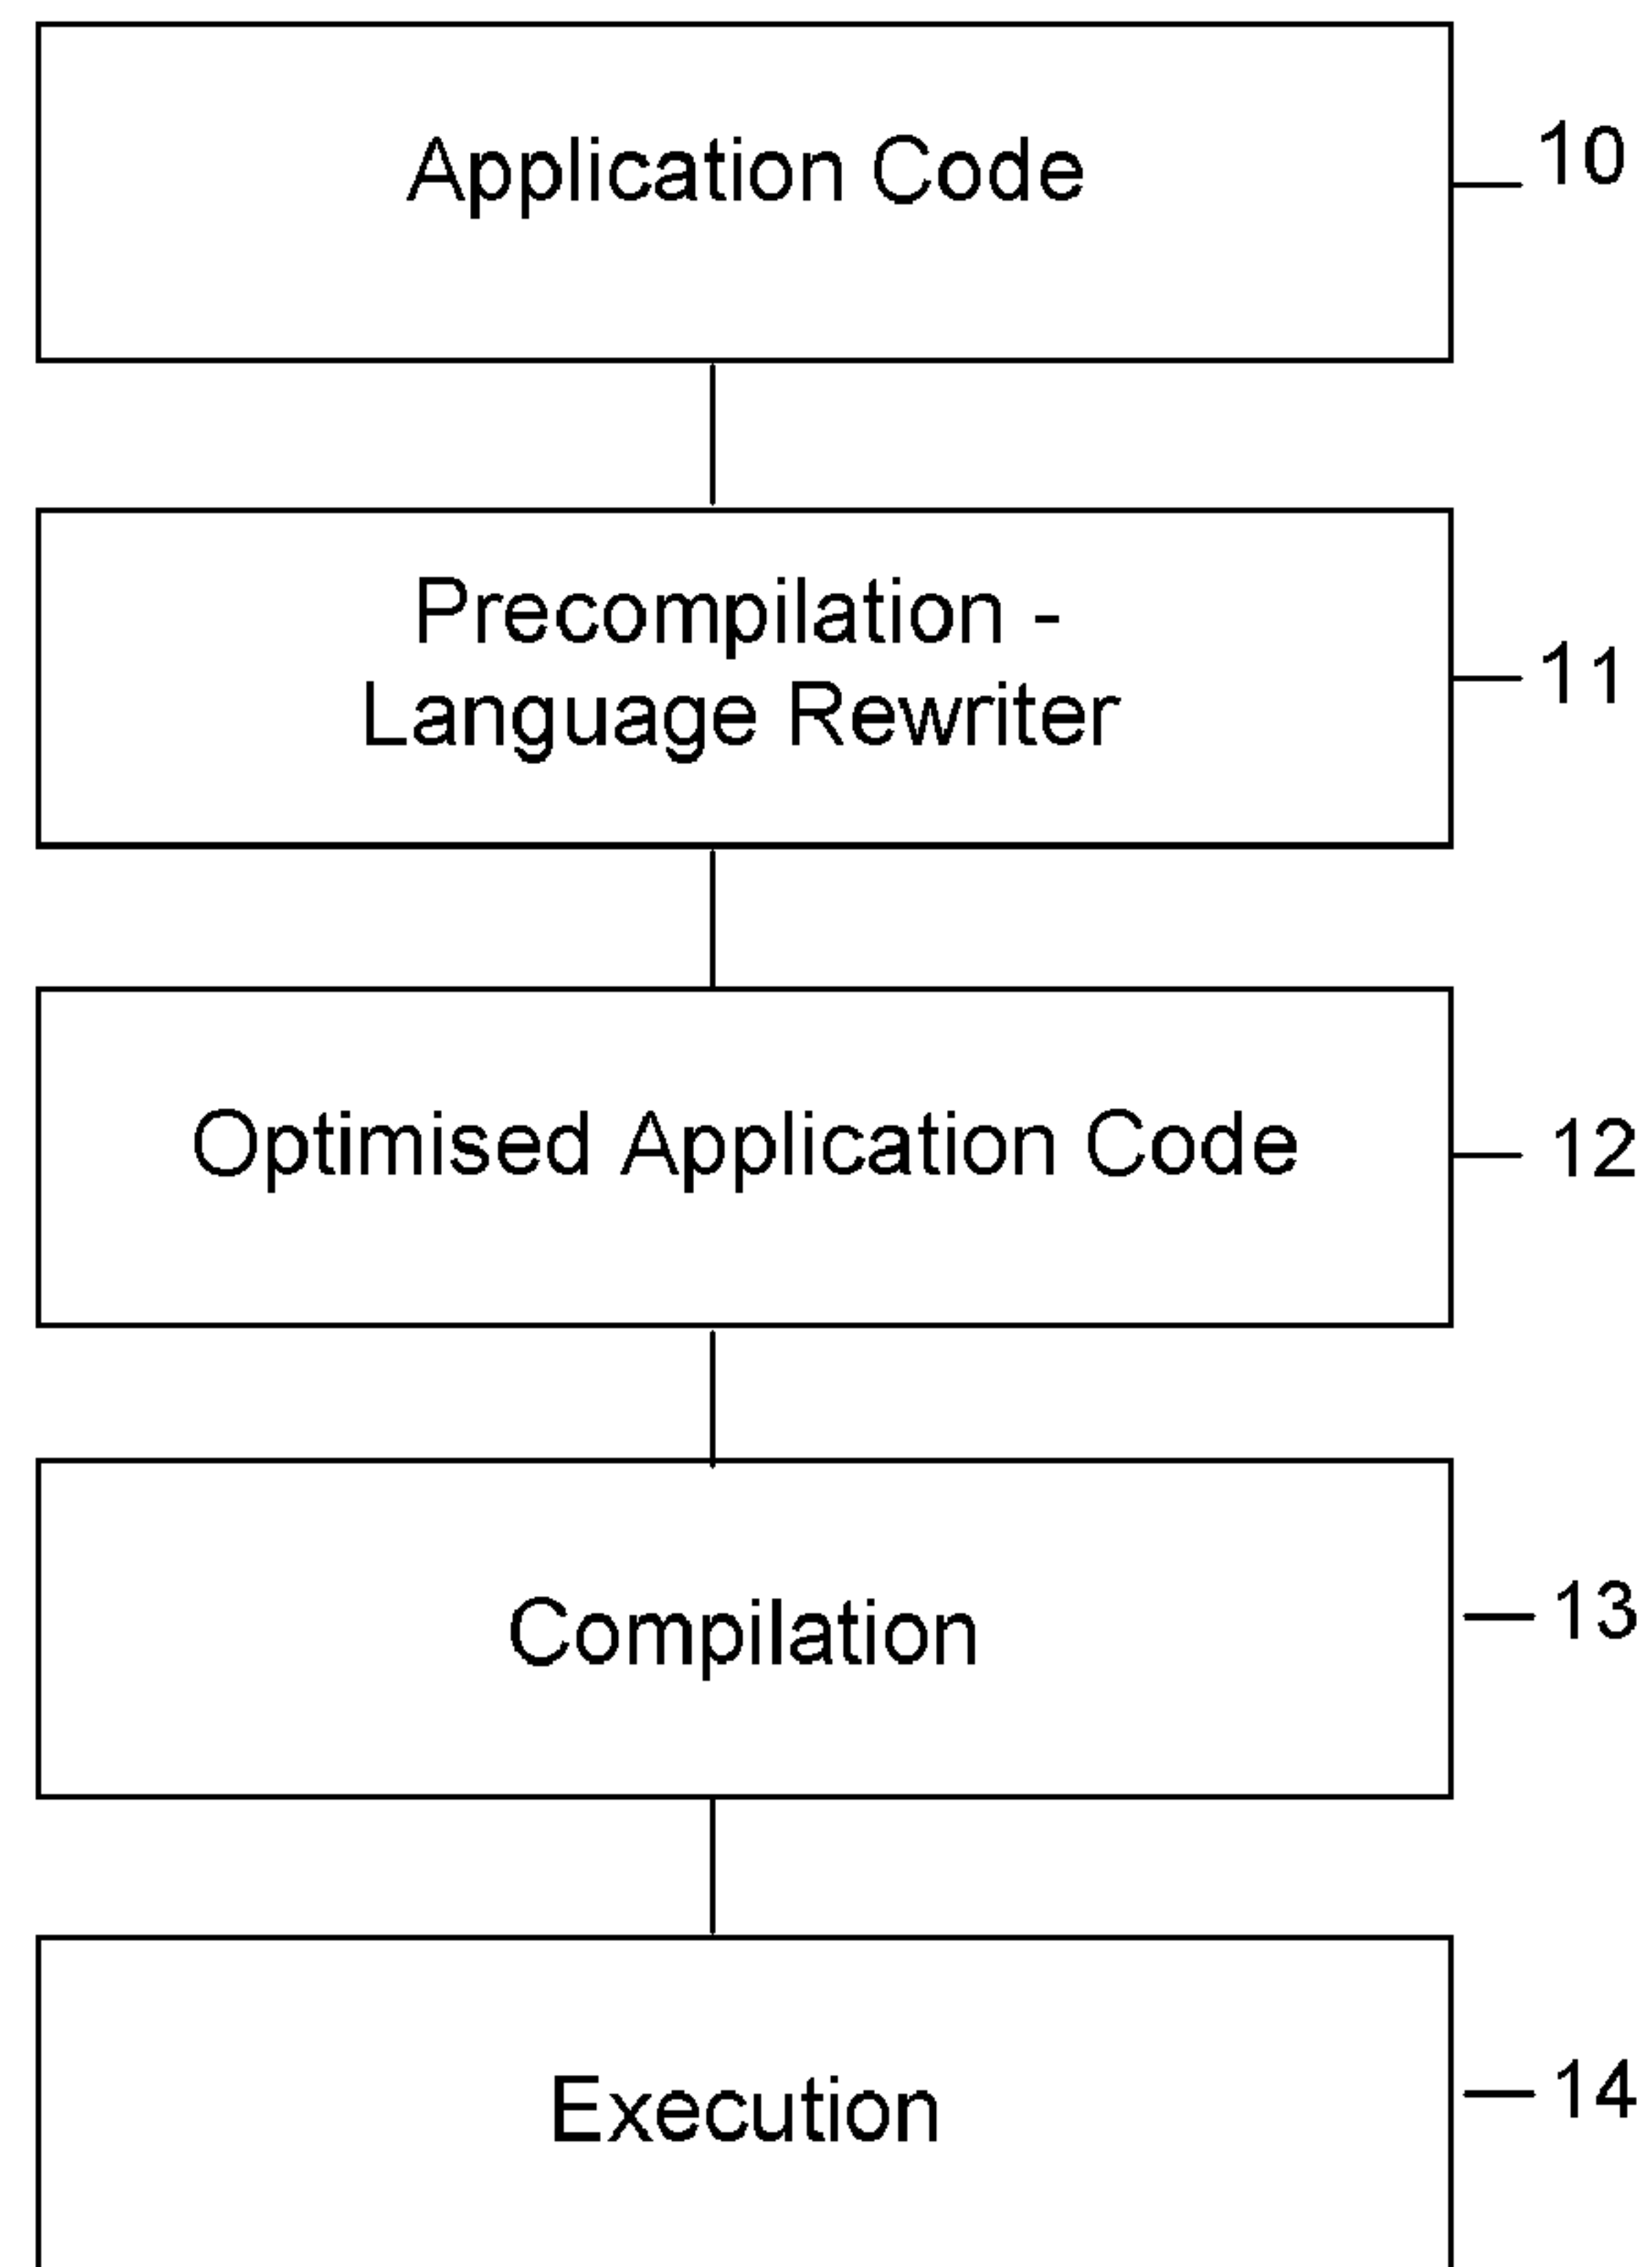 Application Code
10
Precompilation -
Language Rewriter
11
Optimised Application Code
12
Compilation
13
Execution
14